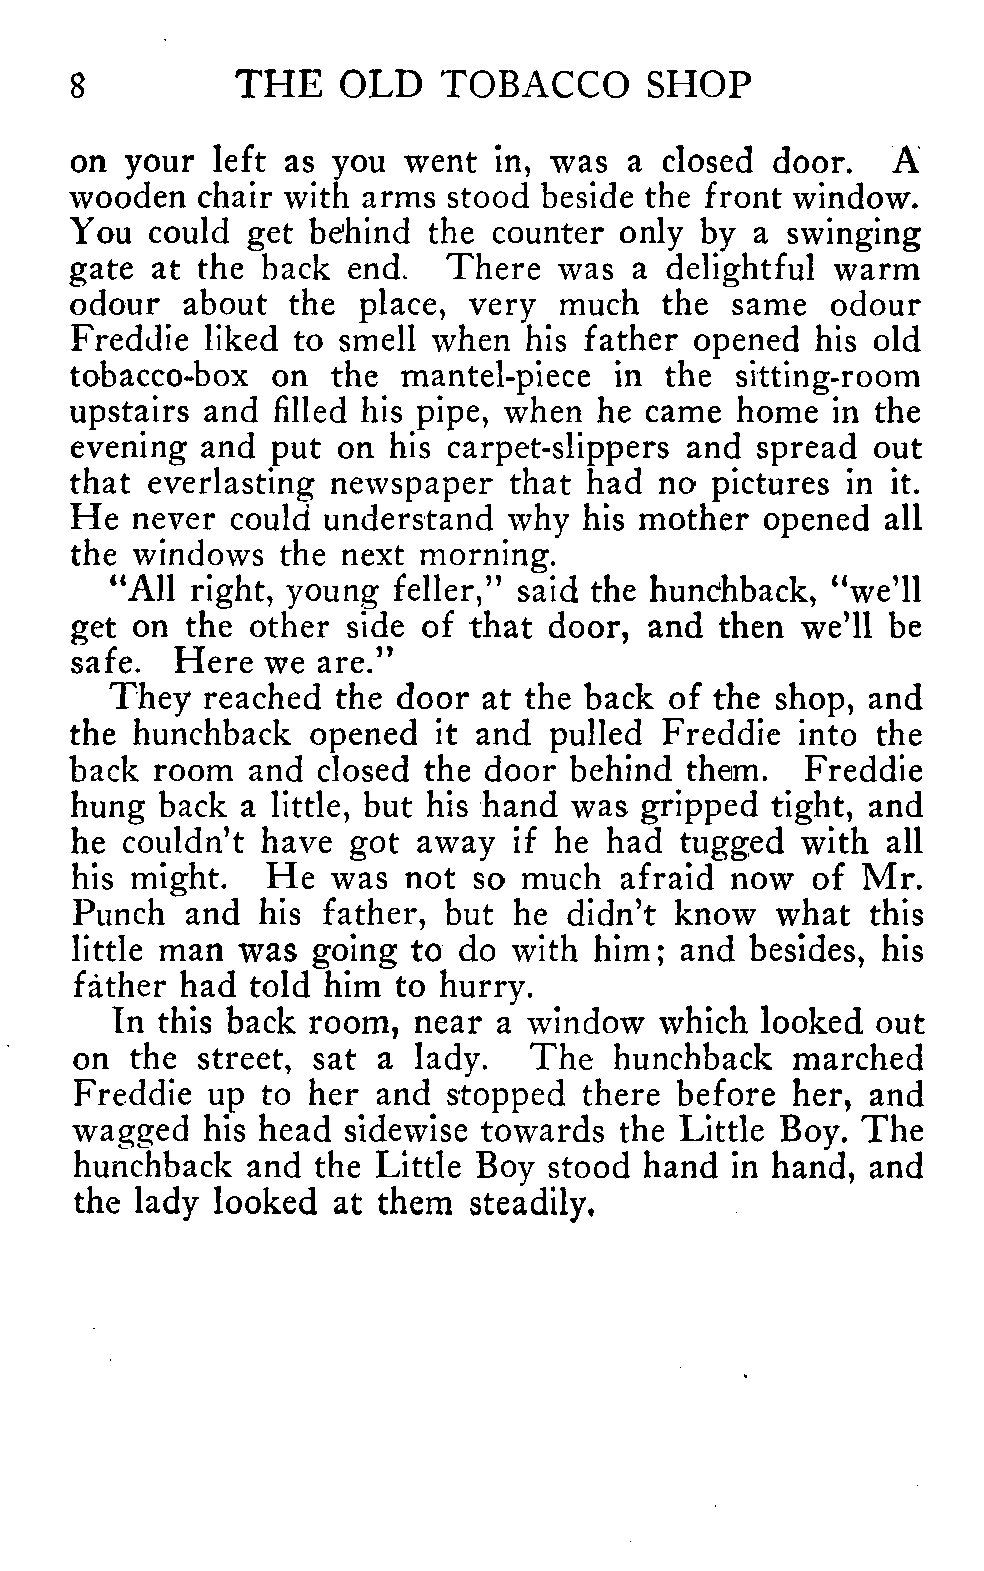 8 THE OLD TOBACCO SHOP
on your left as you went in, was a closed door. A
wooden chair with arms stood beside the front window.
You could get behind the counter only by a swinging
gate at the back end. There was a delightful warm
odour about the place, very much the same odour
Freddie liked to smell when his father opened his old
tobacco-box on the mantel-piece in the sitting-room
upstairs and filled his pipe, when he came home in the
evening and put on his carpet-slippers and spread out
that everlasting newspaper that had no pictures in it.
He never could understand why his mother opened all
the windows the next morning.
"All right, young feller," said the hunchback, "we'll
get on the other side of that door, and then we'll be
safe. Here we are."
They reached the door at the back of the shop, and
the hunchback opened it and pulled Freddie into the
back room and closed the door behind them. Freddie
hung back a little, but his hand was gripped tight, and
he couldn't have got away if he had tugged with all
his might. He was not so much afraid now of Mr.
Punch and his father, but he didn't know what this
little man was going to do with him; and besides, his
father had told him to hurry.
In this back room, near a window which looked out
on the street, sat a lady. The hunchback marched
Freddie up to her and stopped there before her, and
wagged his head sidewise towards the Little Boy. The
hunchback and the Little Boy stood hand in hand, and
the lady looked at them steadily.